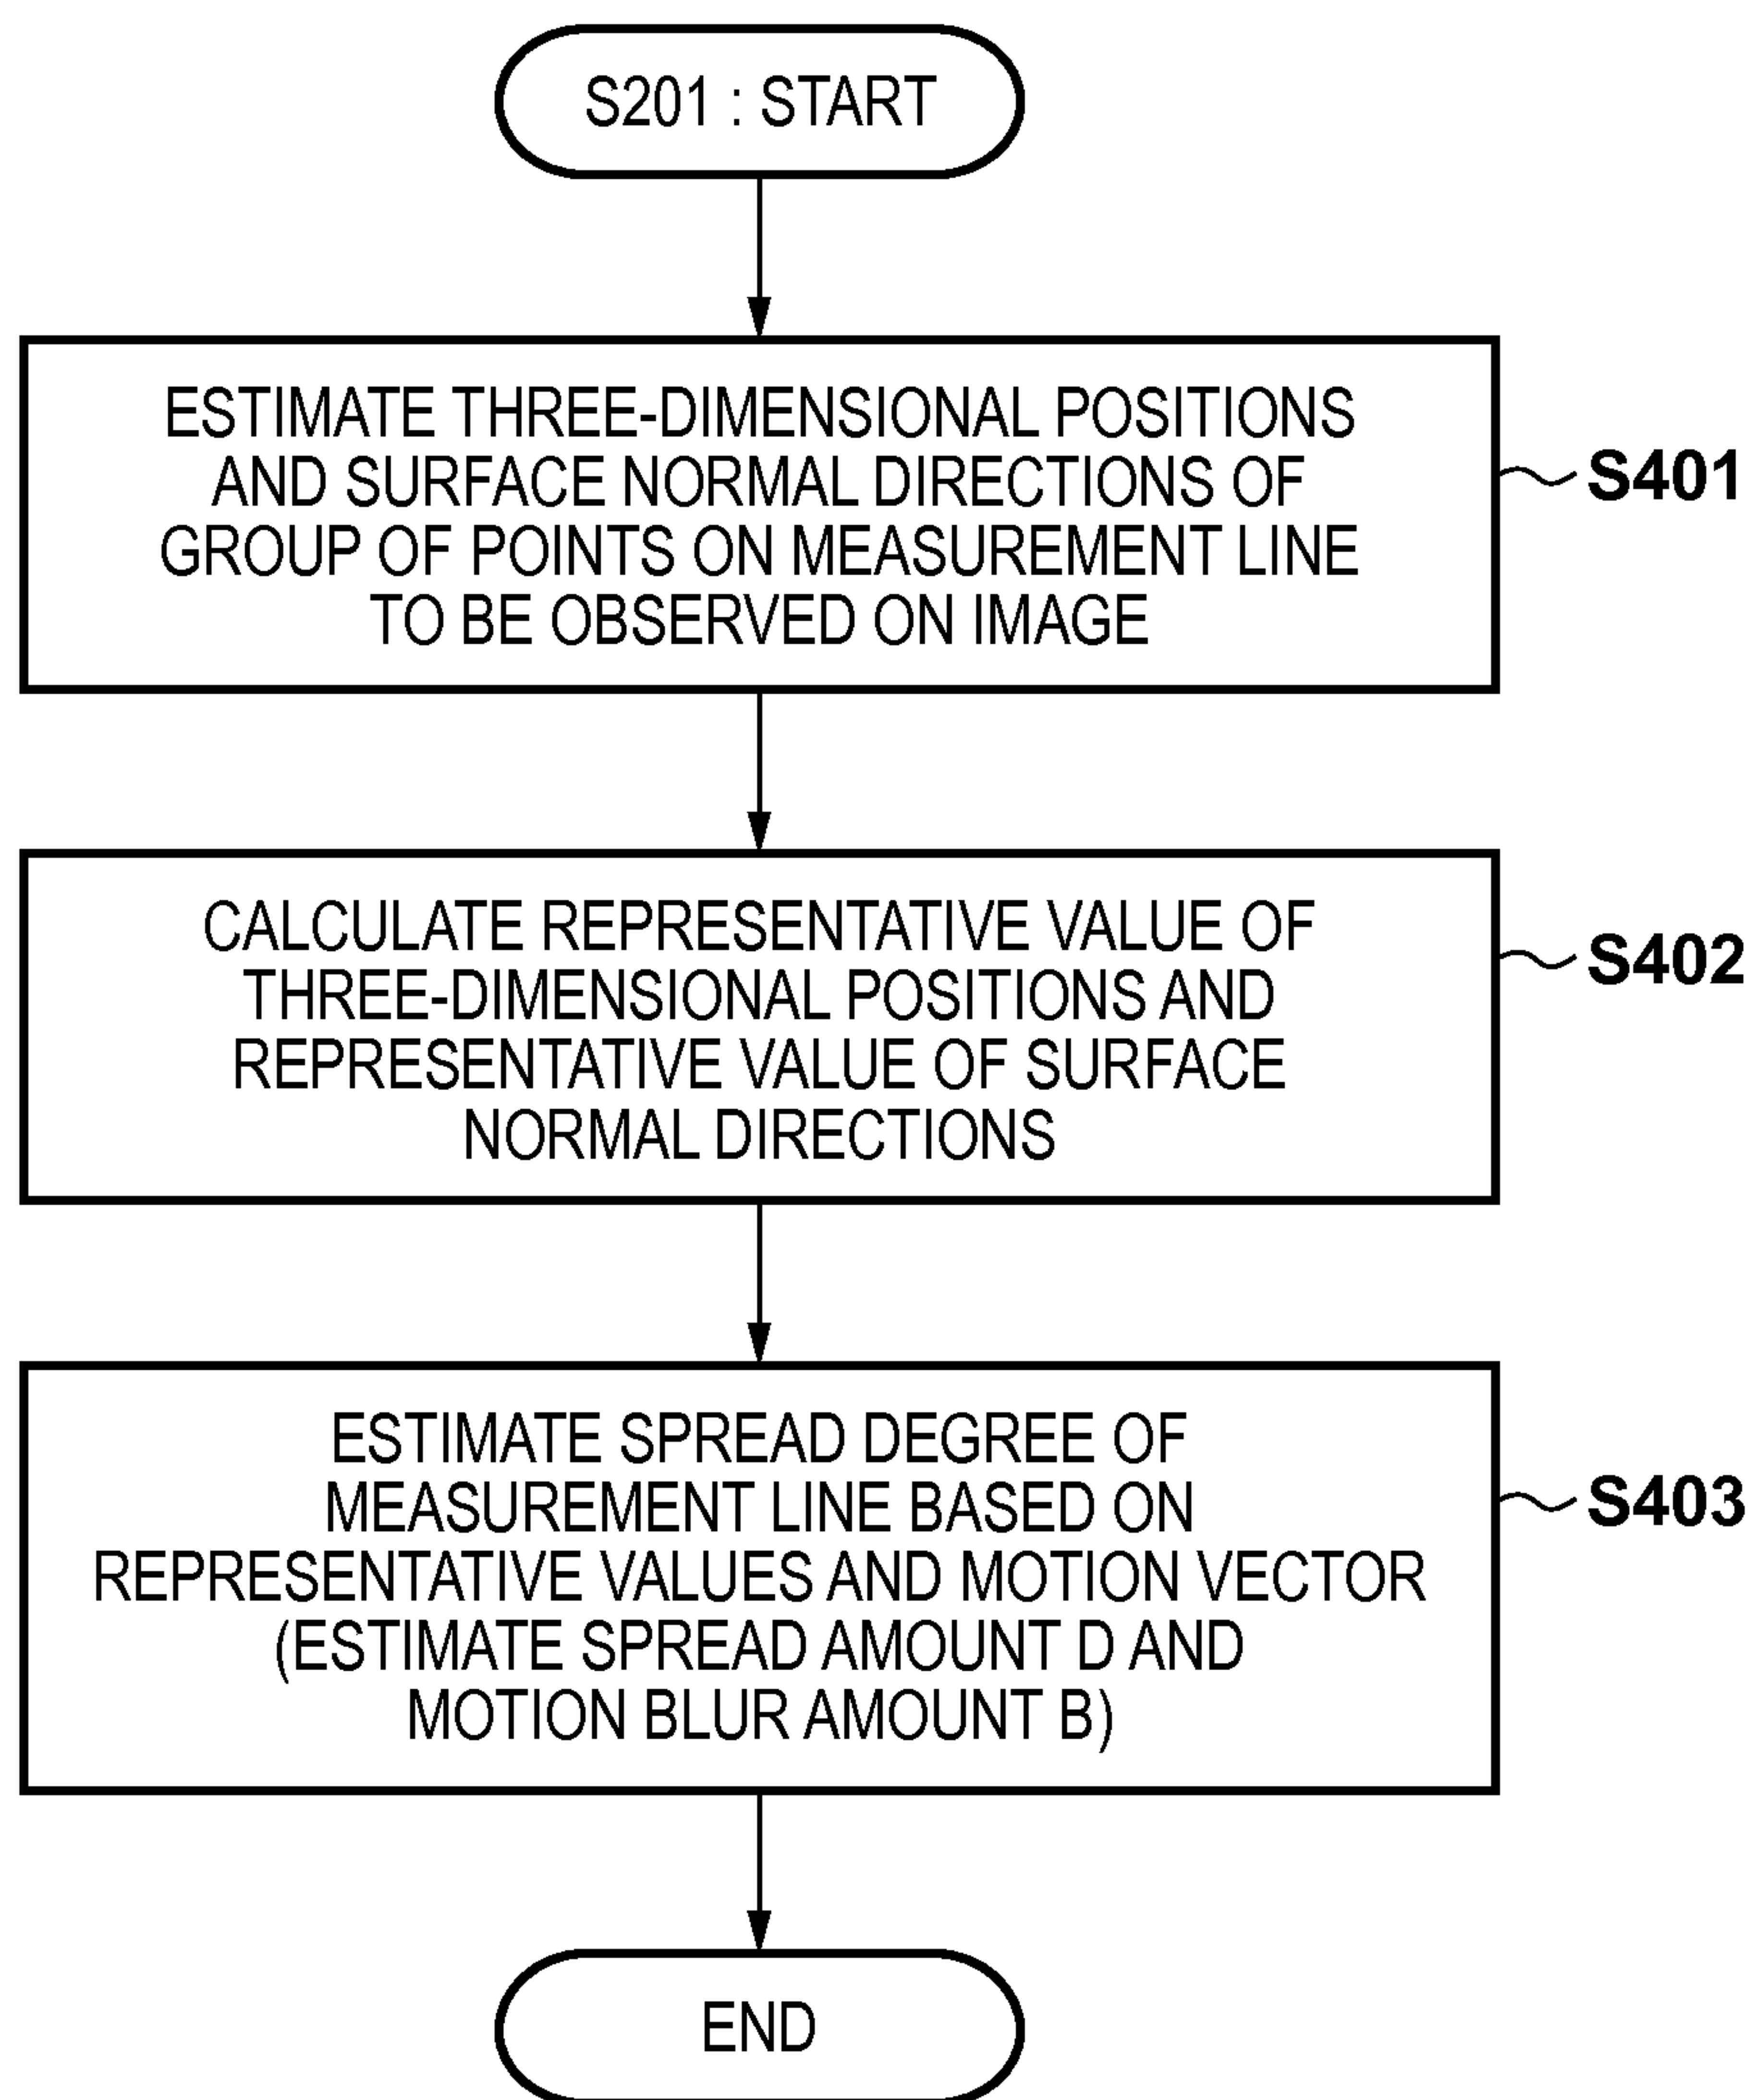 S201 : START
ESTIMATE THREE-DIMENSIONAL POSITIONS
AND SURFACE NORMAL DIRECTIONS OF
GROUP OF POINTS ON MEASUREMENT LINE
TO BE OBSERVED ON IMAGE
S401
CALCULATE REPRESENTATIVE VALUE OF
THREE-DIMENSIONAL POSITIONS AND
REPRESENTATIVE VALUE OF SURFACE
NORMAL DIRECTIONS
S402
ESTIMATE SPREAD DEGREE OF
MEASUREMENT LINE BASED ON
REPRESENTATIVE VALUES AND MOTION VECTOR
(ESTIMATE SPREAD AMOUNT D AND
MOTION BLUR AMOUNT B)
S403
END